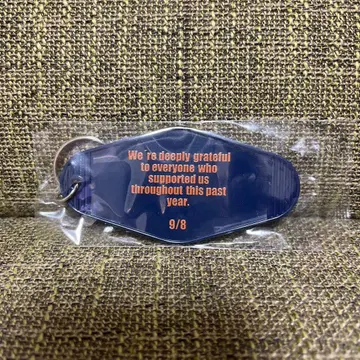 We´re deeply grateful
to everyone who
supported us
throughout this past
year.
9/8